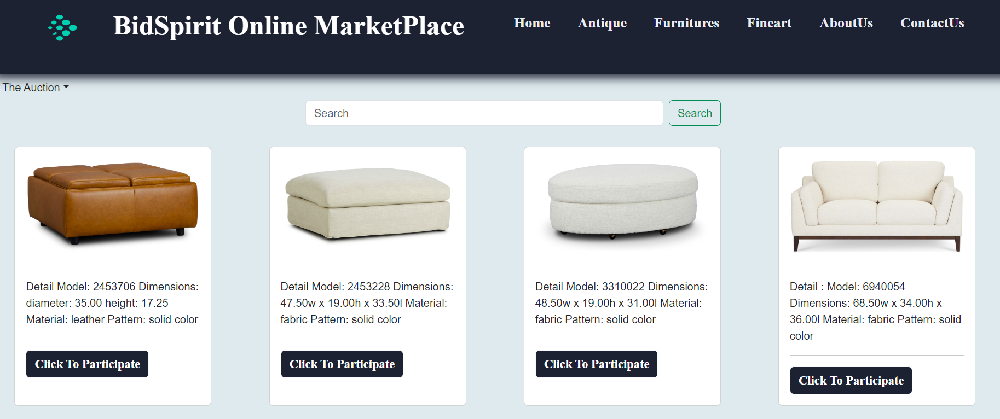 BidSpirit Online MarketPlace
Home
Antique
Furnitures
Fineart
AboutUs
ContactUs
The Auction
Search
Search
Detail Model: 2453706 Dimensions:
diameter: 35.00 height: 17.25
Material: leather Pattern: solid color
Click To Participate
Detail Model: 2453228 Dimensions:
47.50w x 19.00h x 33.50l Material:
fabric Pattern: solid color
Click To Participate
Detail Model: 3310022 Dimensions:
48.50w x 19.00h x 31.00l Material:
fabric Pattern: solid color
Click To Participate
Detail : Model: 6940054
Dimensions: 68.50w x 34.00h x
36.00l Material: fabric Pattern: solid
color
Click To Participate